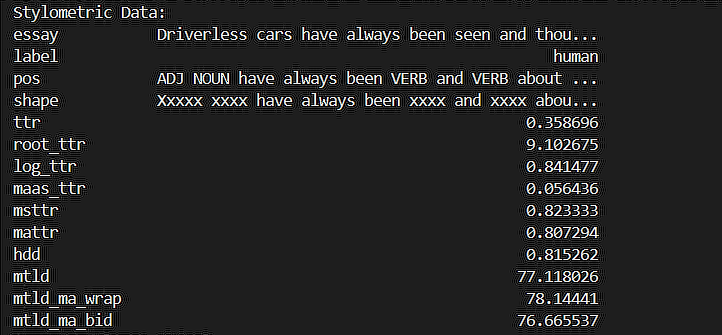 Stylometric Data:
essay Driverless cars have always been seen and thou...
label human
pos ADJ NOUN have always been VERB and VERB about ...
shape Xxxxx xxxx have always been xxxx and xxxx abou...
ttr 0.358696
root_ttr 9.102675
log_ttr 0.841477
maas_ttr 0.056436
msttr 0.823333
mattr 0.807294
hdd 0.815262
mtld 77.118026
mtld_ma_wrap 78.14441
mtld_ma_bid 76.665537